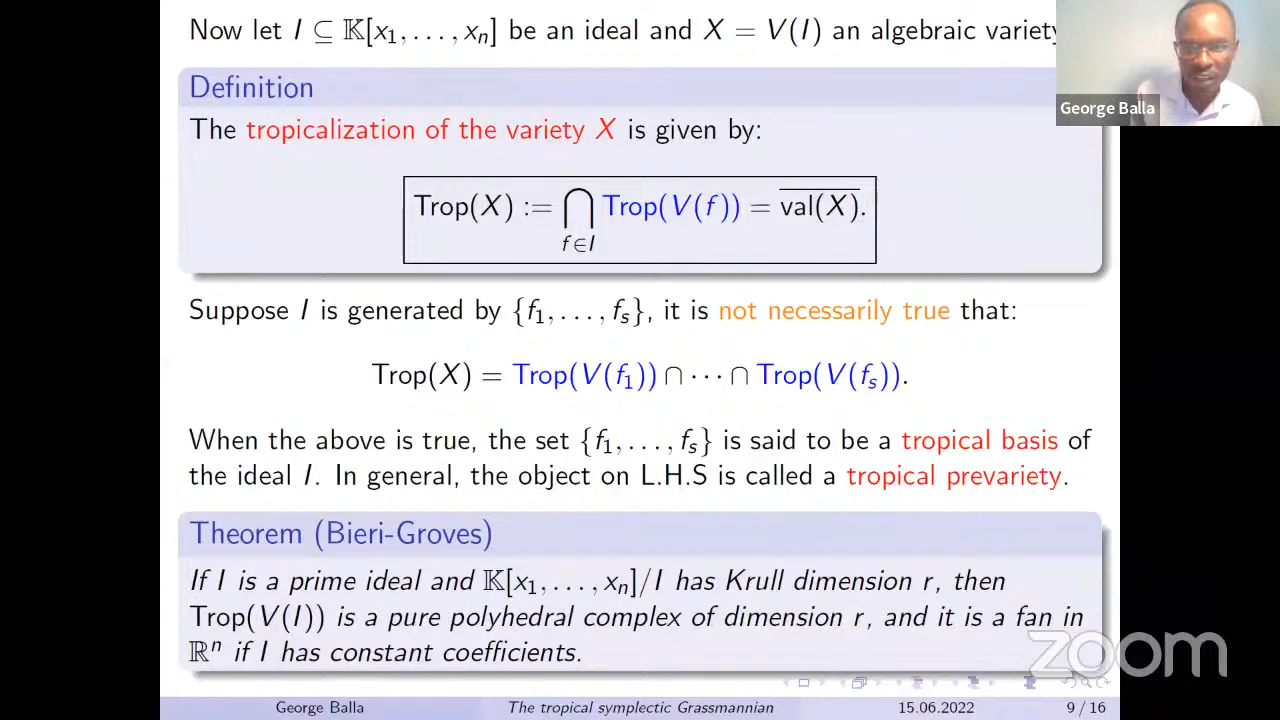 Now let I ⊆ 𝕂[x₁, . . . , xₙ] be an ideal and X = V(I) an algebraic variety
George Balla
Definition
The tropicalization of the variety X is given by:
Trop(X) := ⋂ Trop(V(f)) = \overline{val(X)}.
f∈I
Suppose I is generated by {f₁, . . . , fₛ}, it is not necessarily true that:
Trop(X) = Trop(V(f₁)) ∩ · · · ∩ Trop(V(fₛ)).
When the above is true, the set {f₁, . . . , fₛ} is said to be a tropical basis of
the ideal I. In general, the object on L.H.S is called a tropical prevariety.
Theorem (Bieri-Groves)
If I is a prime ideal and 𝕂[x₁, . . . , xₙ]/I has Krull dimension r, then
Trop(V(I)) is a pure polyhedral complex of dimension r, and it is a fan in
ℝⁿ if I has constant coefficients.
zoom
George Balla The tropical symplectic Grassmannian 15.06.2022 9 / 16